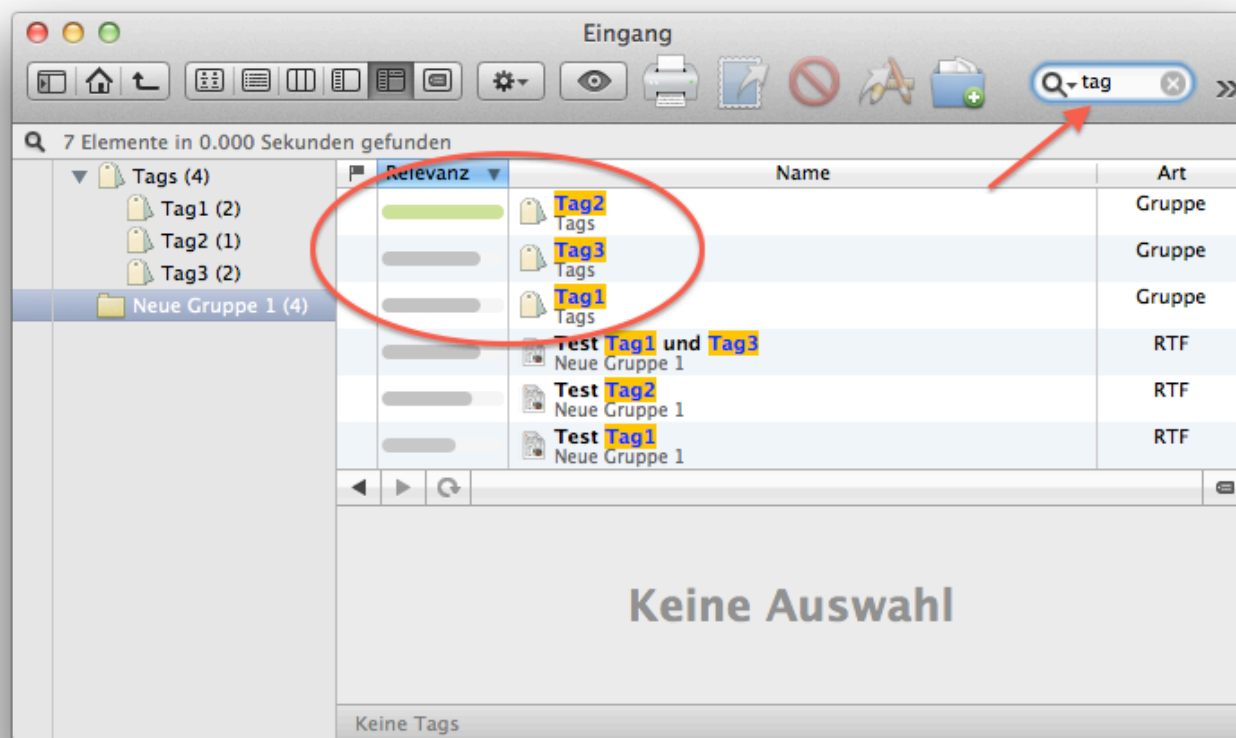 Eingang
tag
7 Elemente in 0.000 Sekunden gefunden
Tags (4)
Tag1 (2)
Tag2 (1)
Tag3 (2)
Neue Gruppe 1 (4)
Relevanz Name Art
Tag2 Gruppe
Tags
Tag3 Gruppe
Tags
Tag1 Gruppe
Tags
Test Tag1 und Tag3 RTF
Neue Gruppe 1
Test Tag2 RTF
Neue Gruppe 1
Test Tag1 RTF
Neue Gruppe 1
Keine Auswahl
Keine Tags